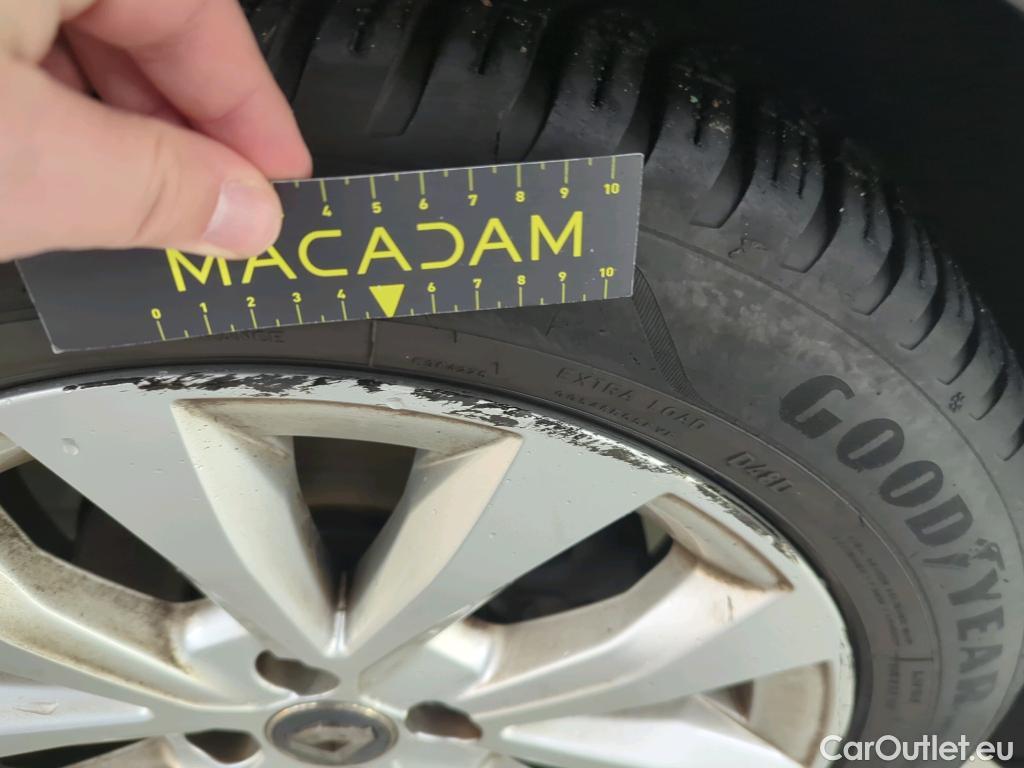 4 5 6 7 8 9 10
MACADAM
0 1 2 3 4 6 7 8 9 10
EXTRA LOAD
GOODYEAR
CarOutlet.eu